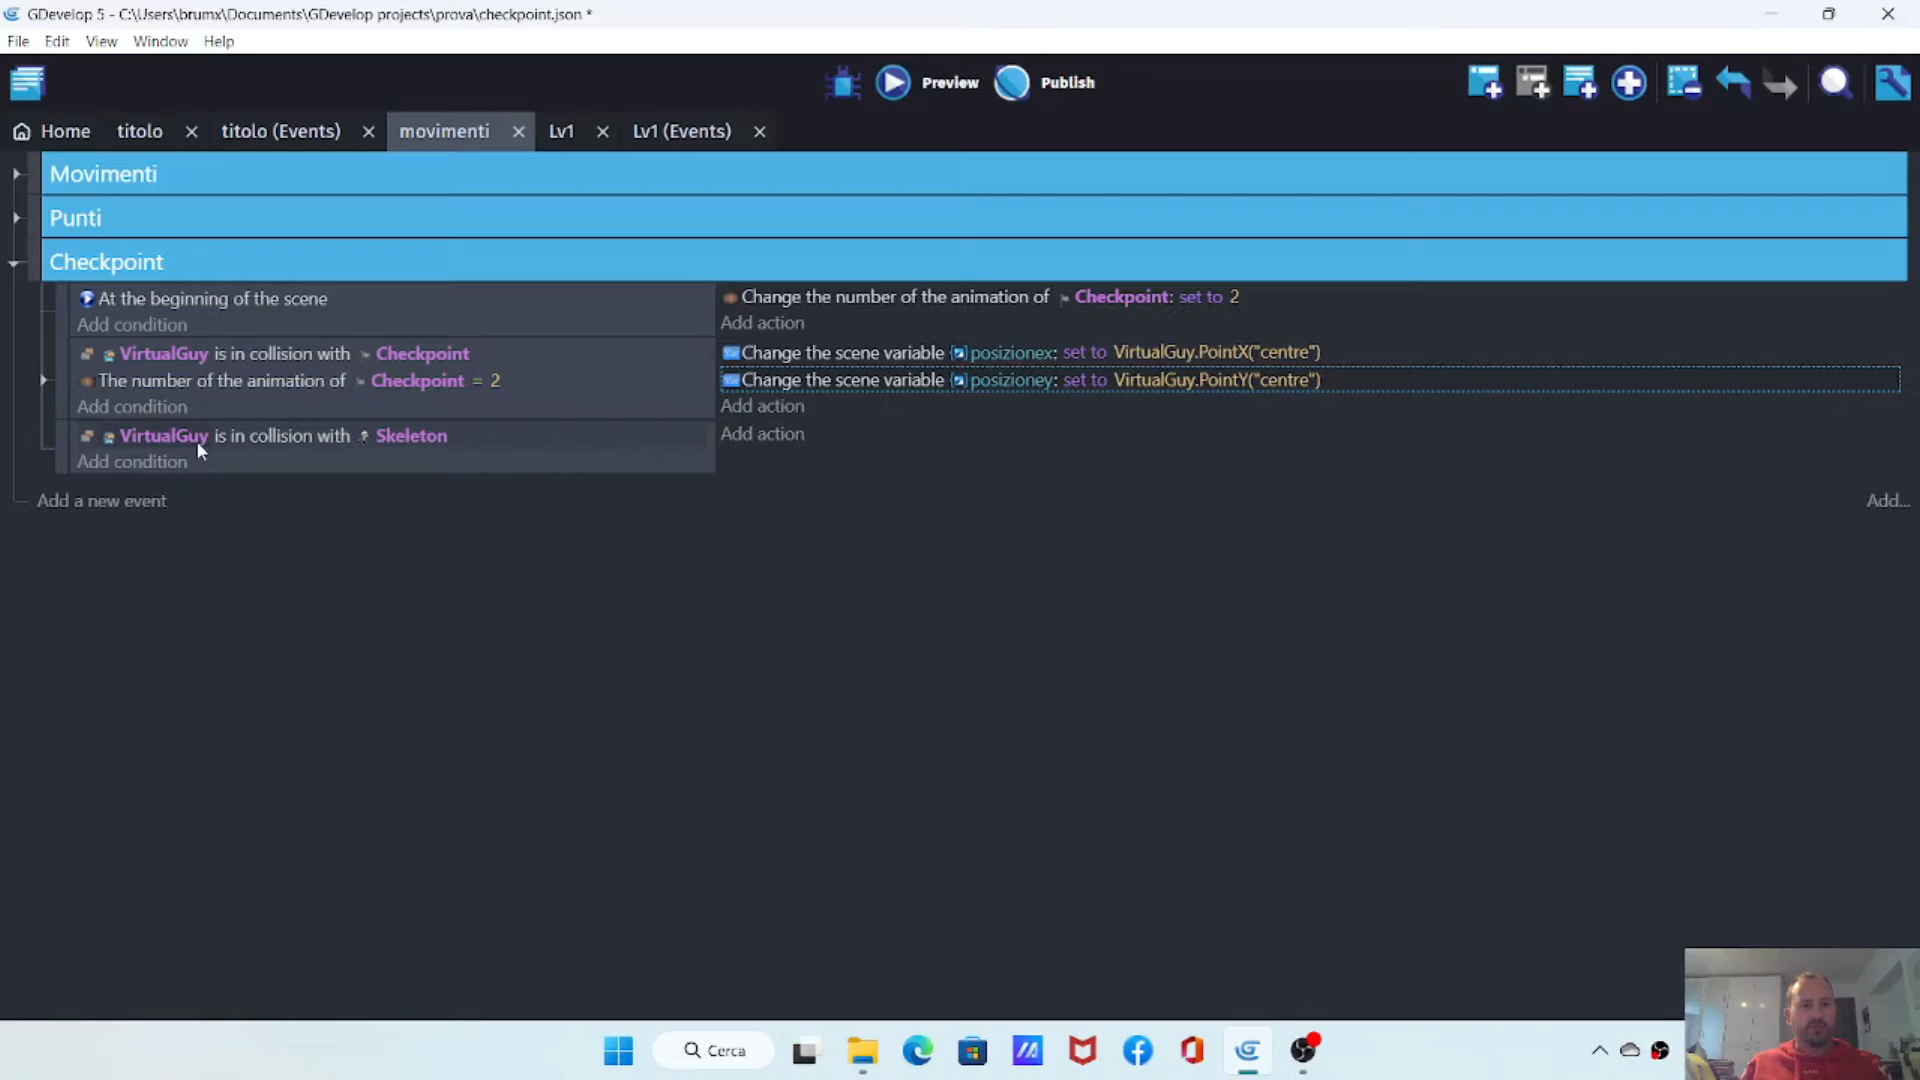 GDevelop 5 - C:\Users\brumx\Documents\GDevelop projects\prova\checkpoint.json *
File Edit View Window Help
Preview Publish
Home titolo titolo (Events) movimenti Lv1 Lv1 (Events)
Movimenti
Punti
Checkpoint
At the beginning of the scene
Change the number of the animation of Checkpoint: set to 2
Add condition
Add action
VirtualGuy is in collision with Checkpoint
Change the scene variable posizionex: set to VirtualGuy.PointX("centre")
The number of the animation of Checkpoint = 2
Change the scene variable posizioney: set to VirtualGuy.PointY("centre")
Add condition
Add action
VirtualGuy is in collision with Skeleton
Add action
Add condition
Add a new event
Add...
Cerca